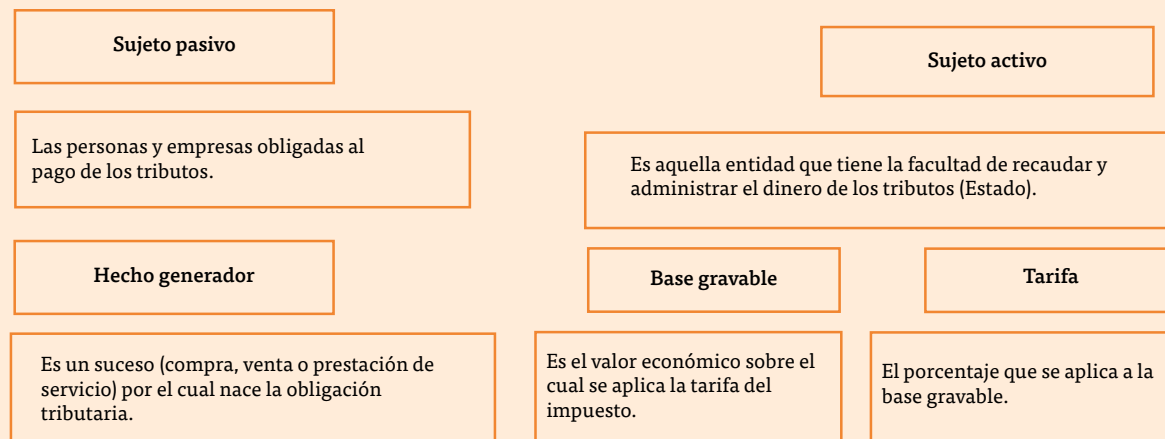 Sujeto pasivo
Las personas y empresas obligadas al
pago de los tributos.
Sujeto activo
Es aquella entidad que tiene la facultad de recaudar y
administrar el dinero de los tributos (Estado).
Hecho generador
Es un suceso (compra, venta o prestación de
servicio) por el cual nace la obligación
tributaria.
Base gravable
Es el valor económico sobre el
cual se aplica la tarifa del
impuesto.
Tarifa
El porcentaje que se aplica a la
base gravable.